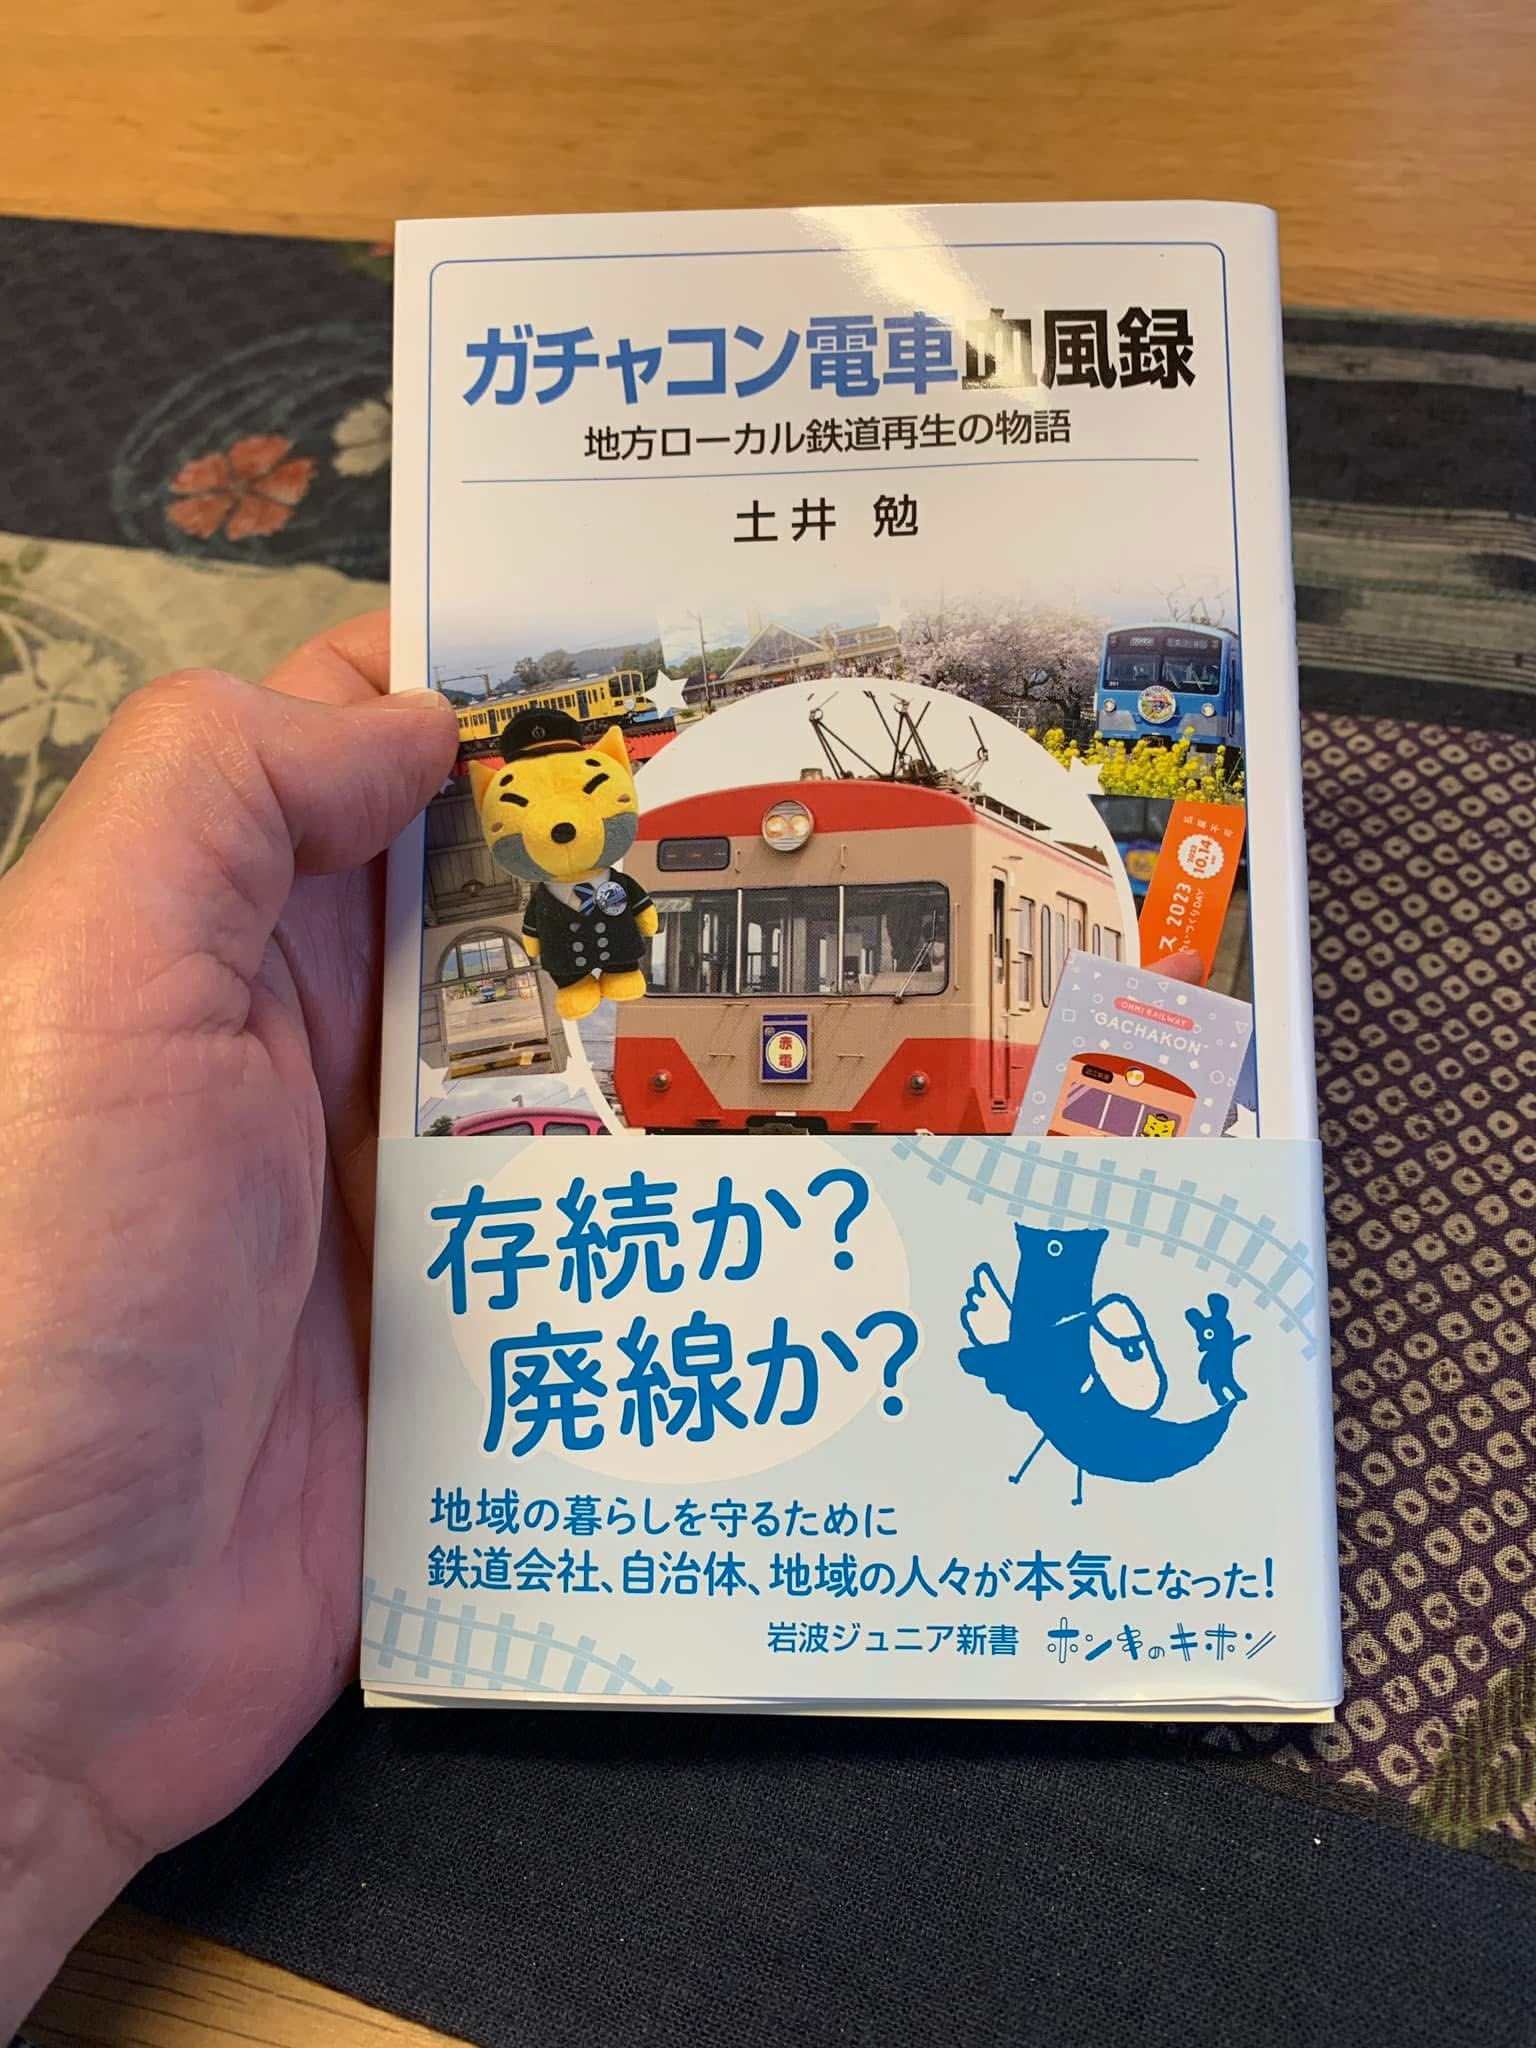 ガチャコン電車血風録
地方ローカル鉄道再生の物語
土井 勉
赤電
2023
10.14
2023
OHMI RAILWAY
"GACHAKON"
存続か?
廃線か?
地域の暮らしを守るために
鉄道会社、自治体、地域の人々が本気になった!
岩波ジュニア新書 ホンキのキホン